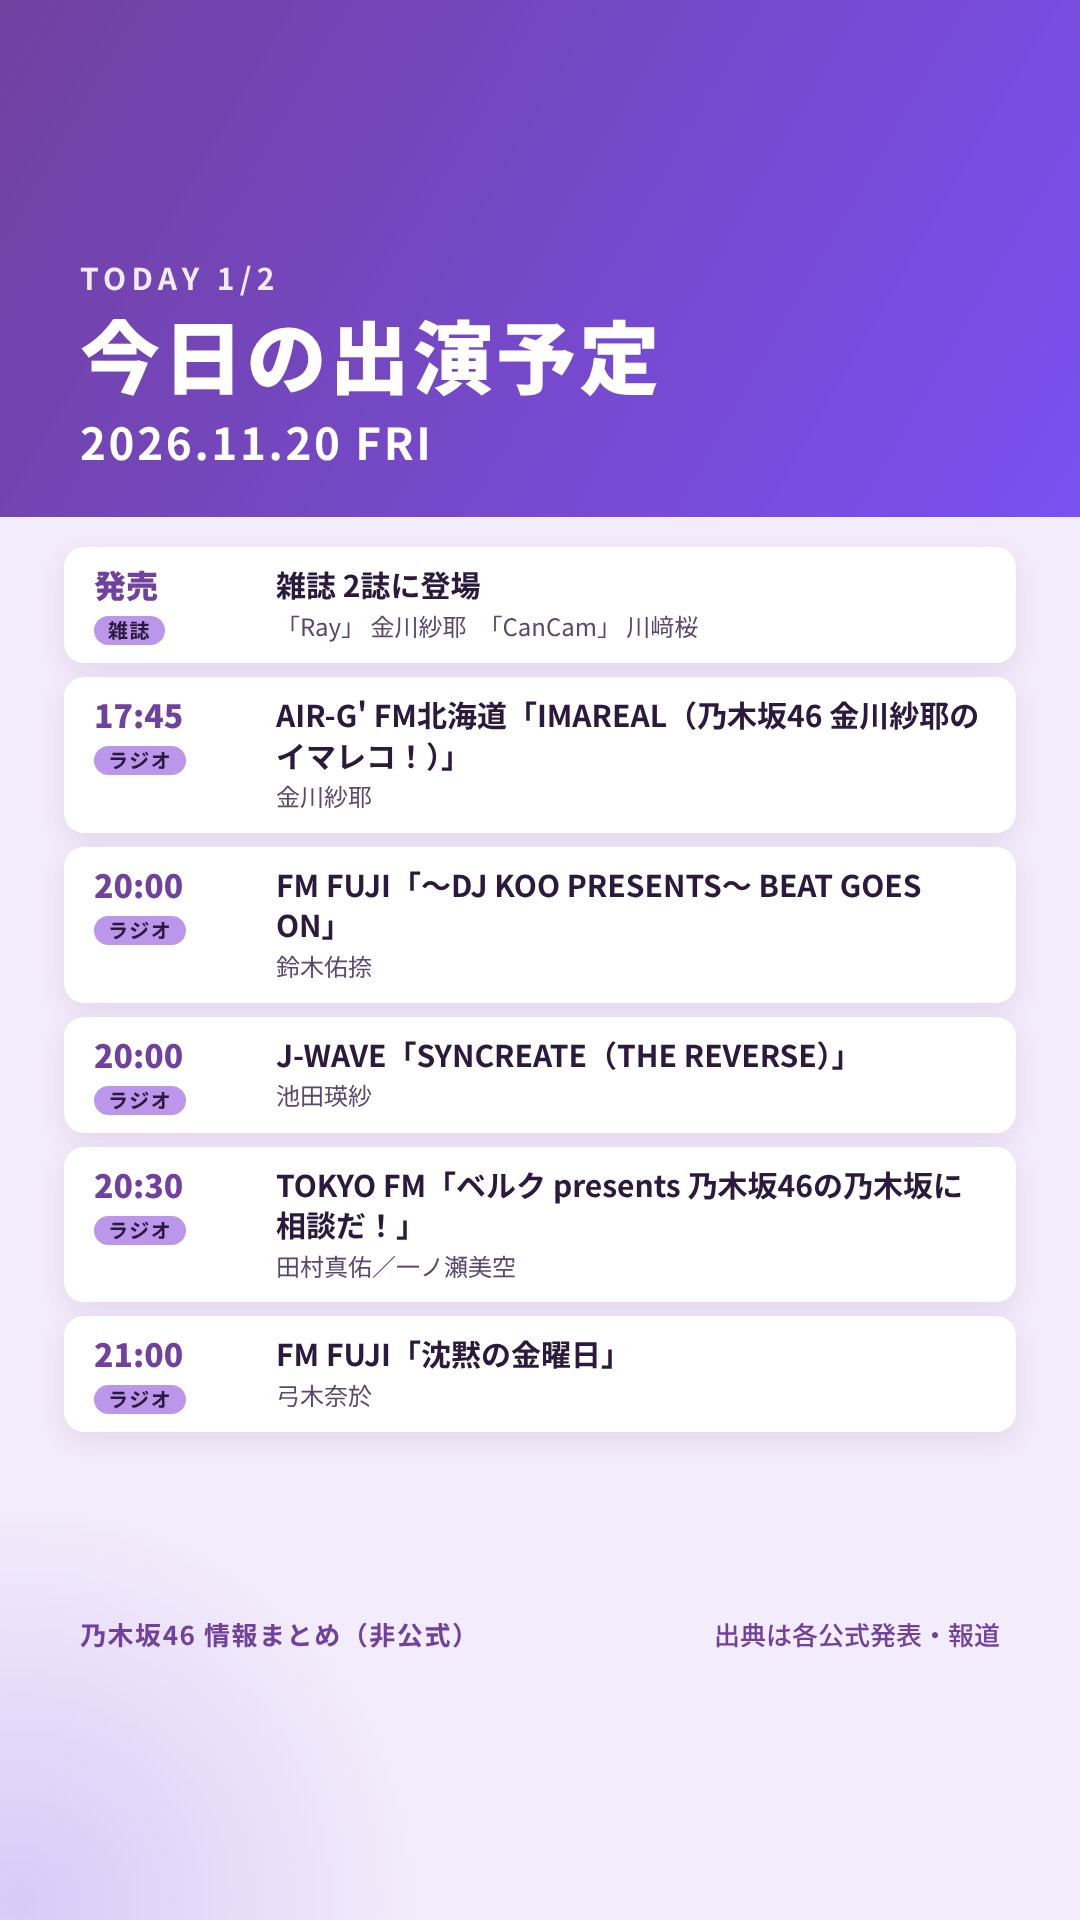 TODAY 1/2
今日の出演予定
2026.11.20 FRI
発売
雑誌
雑誌 2誌に登場
「Ray」 金川紗耶 「CanCam」 川﨑桜
17:45
ラジオ
AIR-G' FM北海道「IMAREAL（乃木坂46 金川紗耶の
イマレコ！）」
金川紗耶
20:00
ラジオ
FM FUJI「〜DJ KOO PRESENTS〜 BEAT GOES
ON」
鈴木佑捺
20:00
ラジオ
J-WAVE「SYNCREATE（THE REVERSE）」
池田瑛紗
20:30
ラジオ
TOKYO FM「ベルク presents 乃木坂46の乃木坂に
相談だ！」
田村真佑／一ノ瀬美空
21:00
ラジオ
FM FUJI「沈黙の金曜日」
弓木奈於
乃木坂46 情報まとめ（非公式）
出典は各公式発表・報道